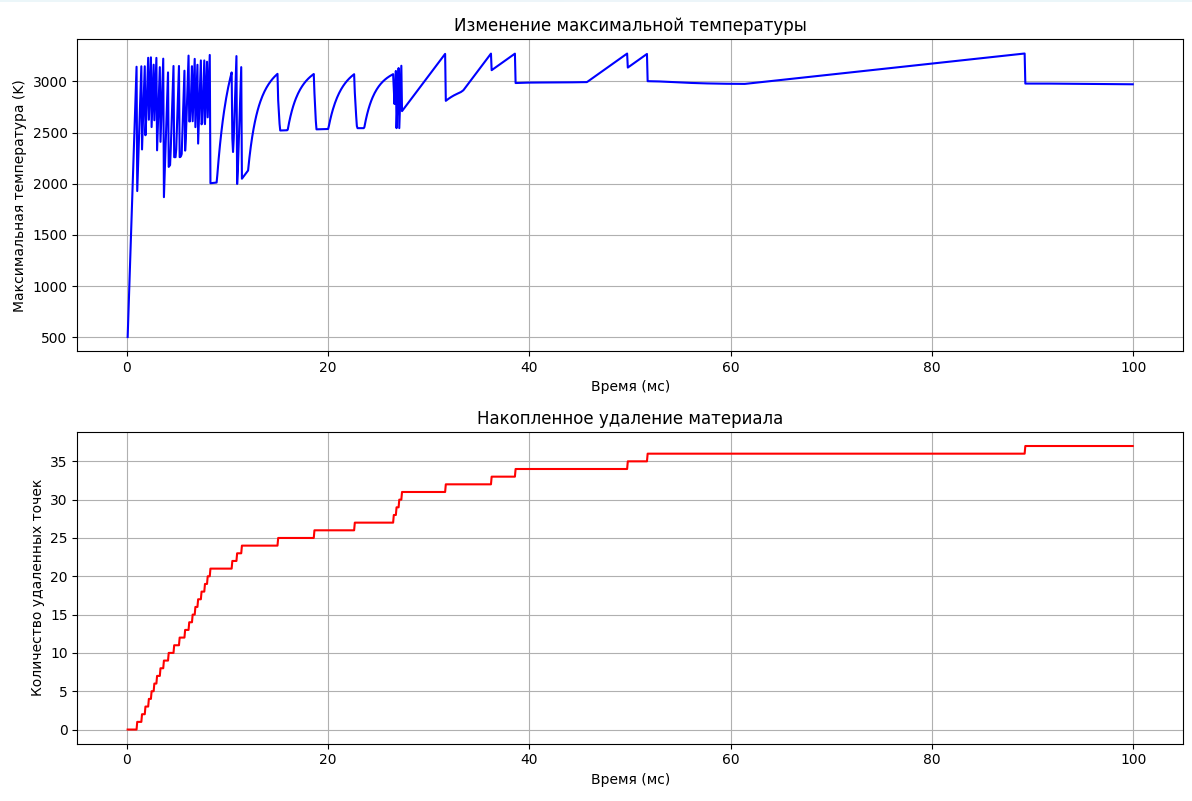 Изменение максимальной температуры
Максимальная температура (K)
3000
2500
2000
1500
1000
500
0 20 40 60 80 100
Время (мс)
Накопленное удаление материала
Количество удаленных точек
35
30
25
20
15
10
5
0
0 20 40 60 80 100
Время (мс)